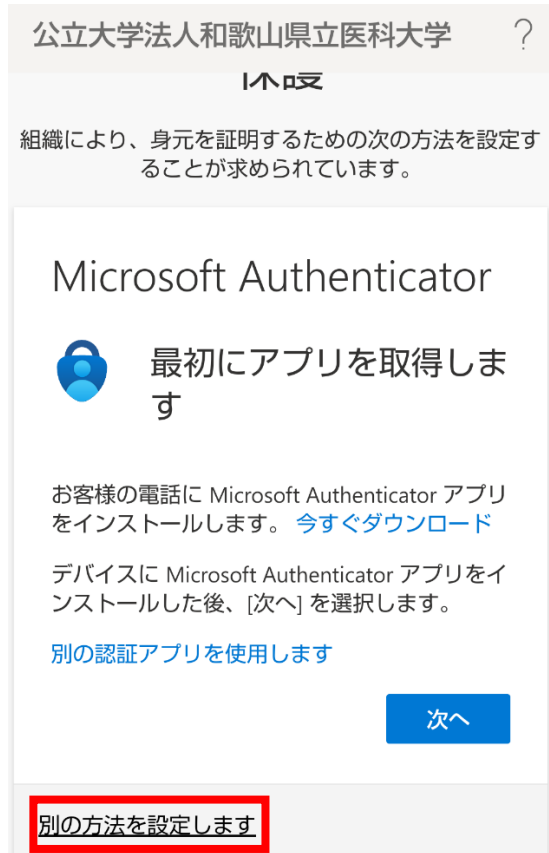 公立大学法人和歌山県立医科大学 ?
保護
組織により、身元を証明するための次の方法を設定す
ることが求められています。
Microsoft Authenticator
最初にアプリを取得しま
す
お客様の電話に Microsoft Authenticator アプリ
をインストールします。 今すぐダウンロード
デバイスに Microsoft Authenticator アプリをイ
ンストールした後、[次へ] を選択します。
別の認証アプリを使用します
次へ
別の方法を設定します